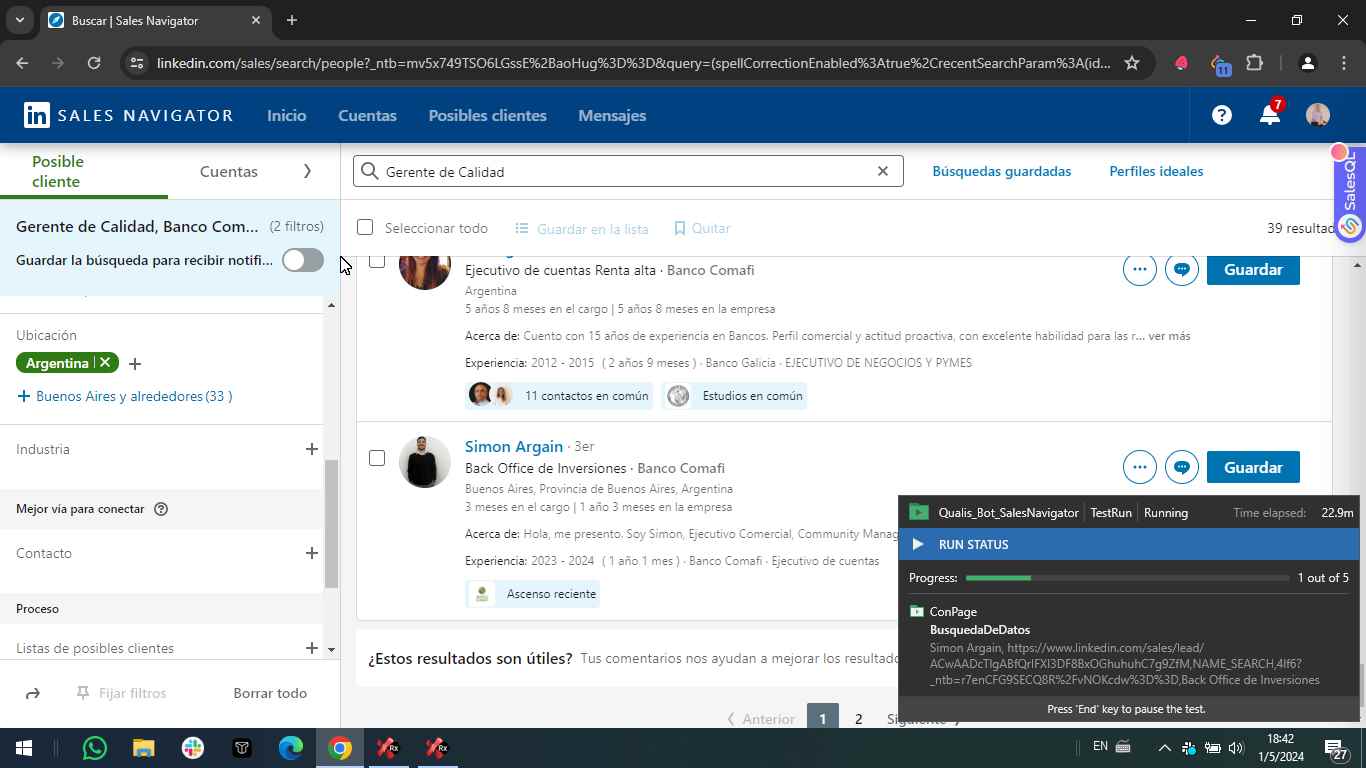 Buscar | Sales Navigator
linkedin.com/sales/search/people?_ntb=mv5x749TSO6LGssE%2BaoHug%3D%3D&query=(spellCorrectionEnabled%3Atrue%2CrecentSearchParam%3A(id...
11
in SALES NAVIGATOR
Inicio
Cuentas
Posibles clientes
Mensajes
7
Posible cliente
Cuentas
Gerente de Calidad
Búsquedas guardadas
Perfiles ideales
SalesQL
Gerente de Calidad, Banco Com... (2 filtros)
Guardar la búsqueda para recibir notifi...
Seleccionar todo
Guardar en la lista
Quitar
39 resultad
Ubicación
Argentina
+ Buenos Aires y alrededores (33 )
Industria
Mejor vía para conectar
Contacto
Proceso
Listas de posibles clientes
Fijar filtros
Borrar todo
Ejecutivo de cuentas Renta alta · Banco Comafi
Argentina
5 años 8 meses en el cargo | 5 años 8 meses en la empresa
Acerca de: Cuento con 15 años de experiencia en Bancos. Perfil comercial y actitud proactiva, con excelente habilidad para las r... ver más
Experiencia: 2012 - 2015 ( 2 años 9 meses ) · Banco Galicia · EJECUTIVO DE NEGOCIOS Y PYMES
11 contactos en común
Estudios en común
Guardar
Simon Argain · 3er
Back Office de Inversiones · Banco Comafi
Buenos Aires, Provincia de Buenos Aires, Argentina
3 meses en el cargo | 1 año 3 meses en la empresa
Acerca de: Hola, me presento. Soy Simon, Ejecutivo Comercial, Community Manag
Experiencia: 2023 - 2024 ( 1 año 1 mes ) · Banco Comafi · Ejecutivo de cuentas
Ascenso reciente
Guardar
¿Estos resultados son útiles? Tus comentarios nos ayudan a mejorar los resultado
Anterior
1
2
Siguiente
Qualis_Bot_SalesNavigator
TestRun
Running
Time elapsed: 22.9m
RUN STATUS
Progress:
1 out of 5
ConPage
BusquedaDeDatos
Simon Argain, https://www.linkedin.com/sales/lead/
ACwAADcTIgABfQrIFXI3DF8BxOGhuhuhC7g9ZfM,NAME_SEARCH,4If6?
_ntb=r7enCFG9SECQ8R%2FvNOKcdw%3D%3D,Back Office de Inversiones
Press 'End' key to pause the test.
Rx
Rx
EN
18:42
1/5/2024
27